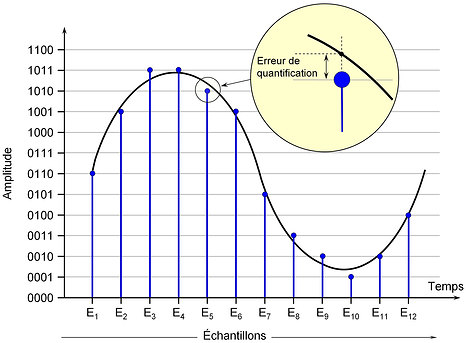 Erreur de
quantification
Amplitude
1100
1011
1010
1001
1000
0111
0110
0101
0100
0011
0010
0001
0000
Temps
E1 E2 E3 E4 E5 E6 E7 E8 E9 E10 E11 E12
Échantillons